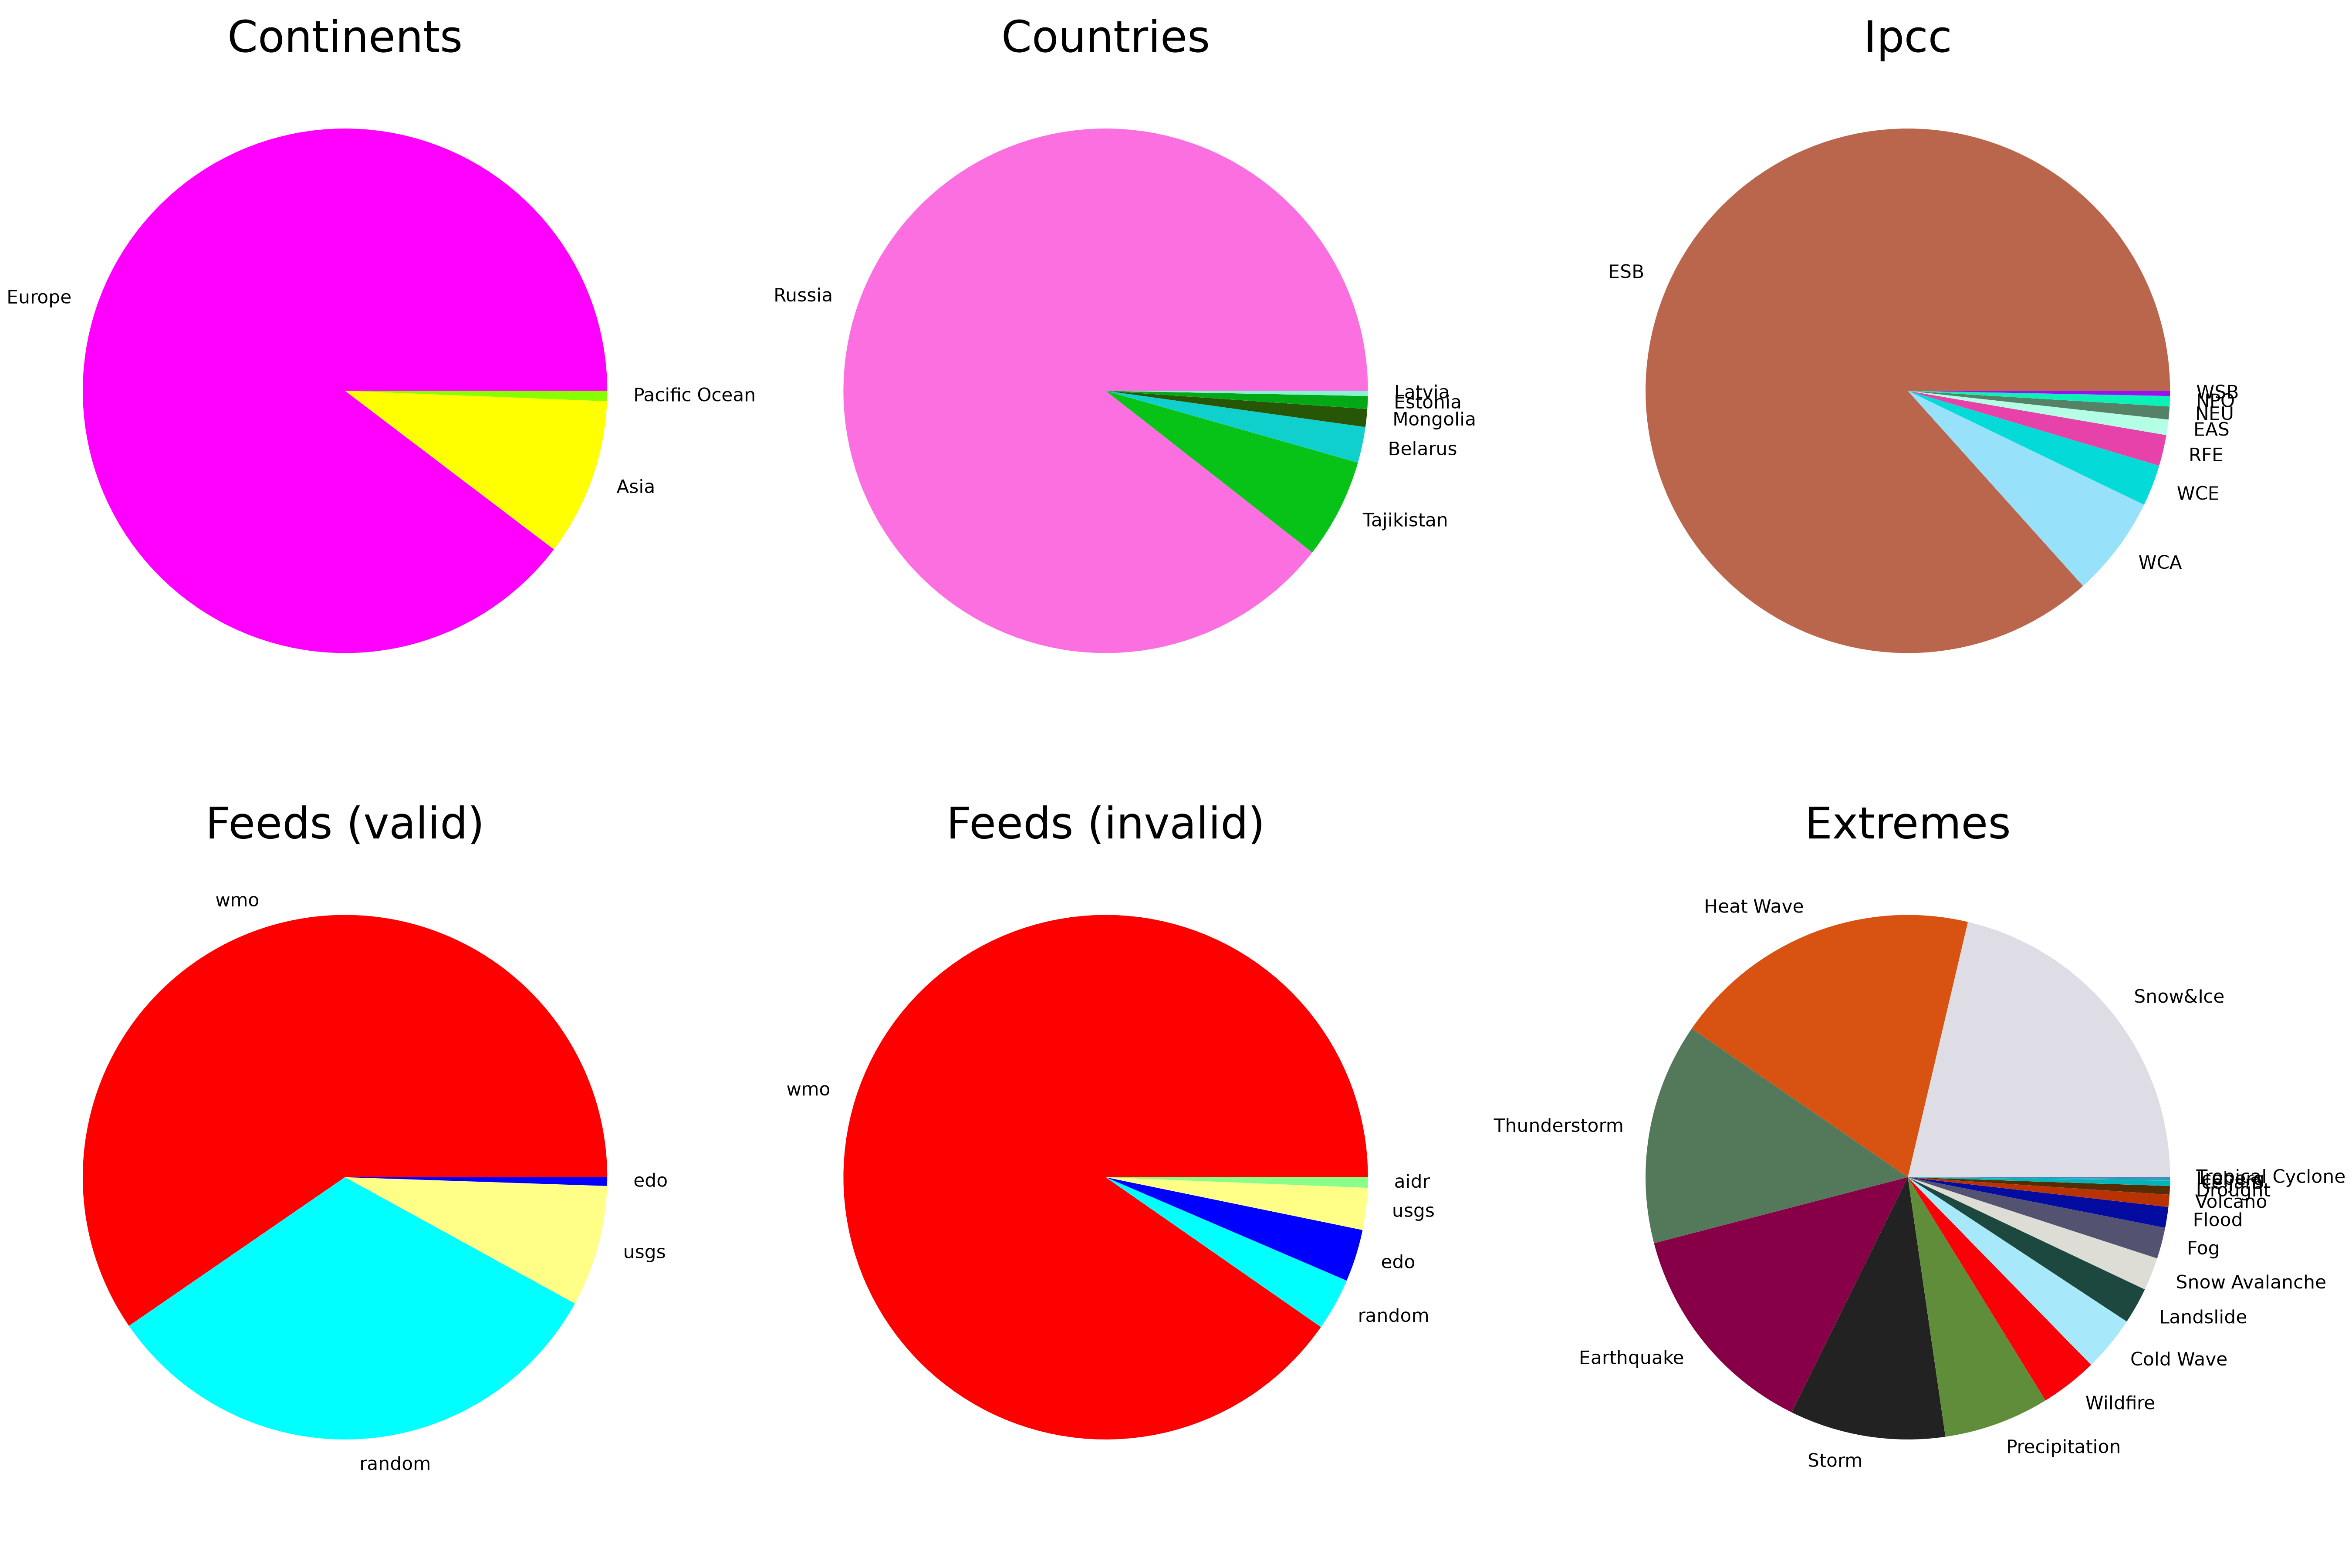 Continents
Countries
Ipcc
Europe
Pacific Ocean
Asia
Russia
Latvia
Estonia
Mongolia
Belarus
Tajikistan
ESB
WSB
NPO
NEU
EAS
RFE
WCE
WCA
Feeds (valid)
Feeds (invalid)
Extremes
wmo
edo
usgs
random
wmo
aidr
usgs
edo
random
Heat Wave
Snow&Ice
Thunderstorm
Tropical Cyclone
Drought
Volcano
Flood
Fog
Snow Avalanche
Landslide
Cold Wave
Wildfire
Precipitation
Storm
Earthquake